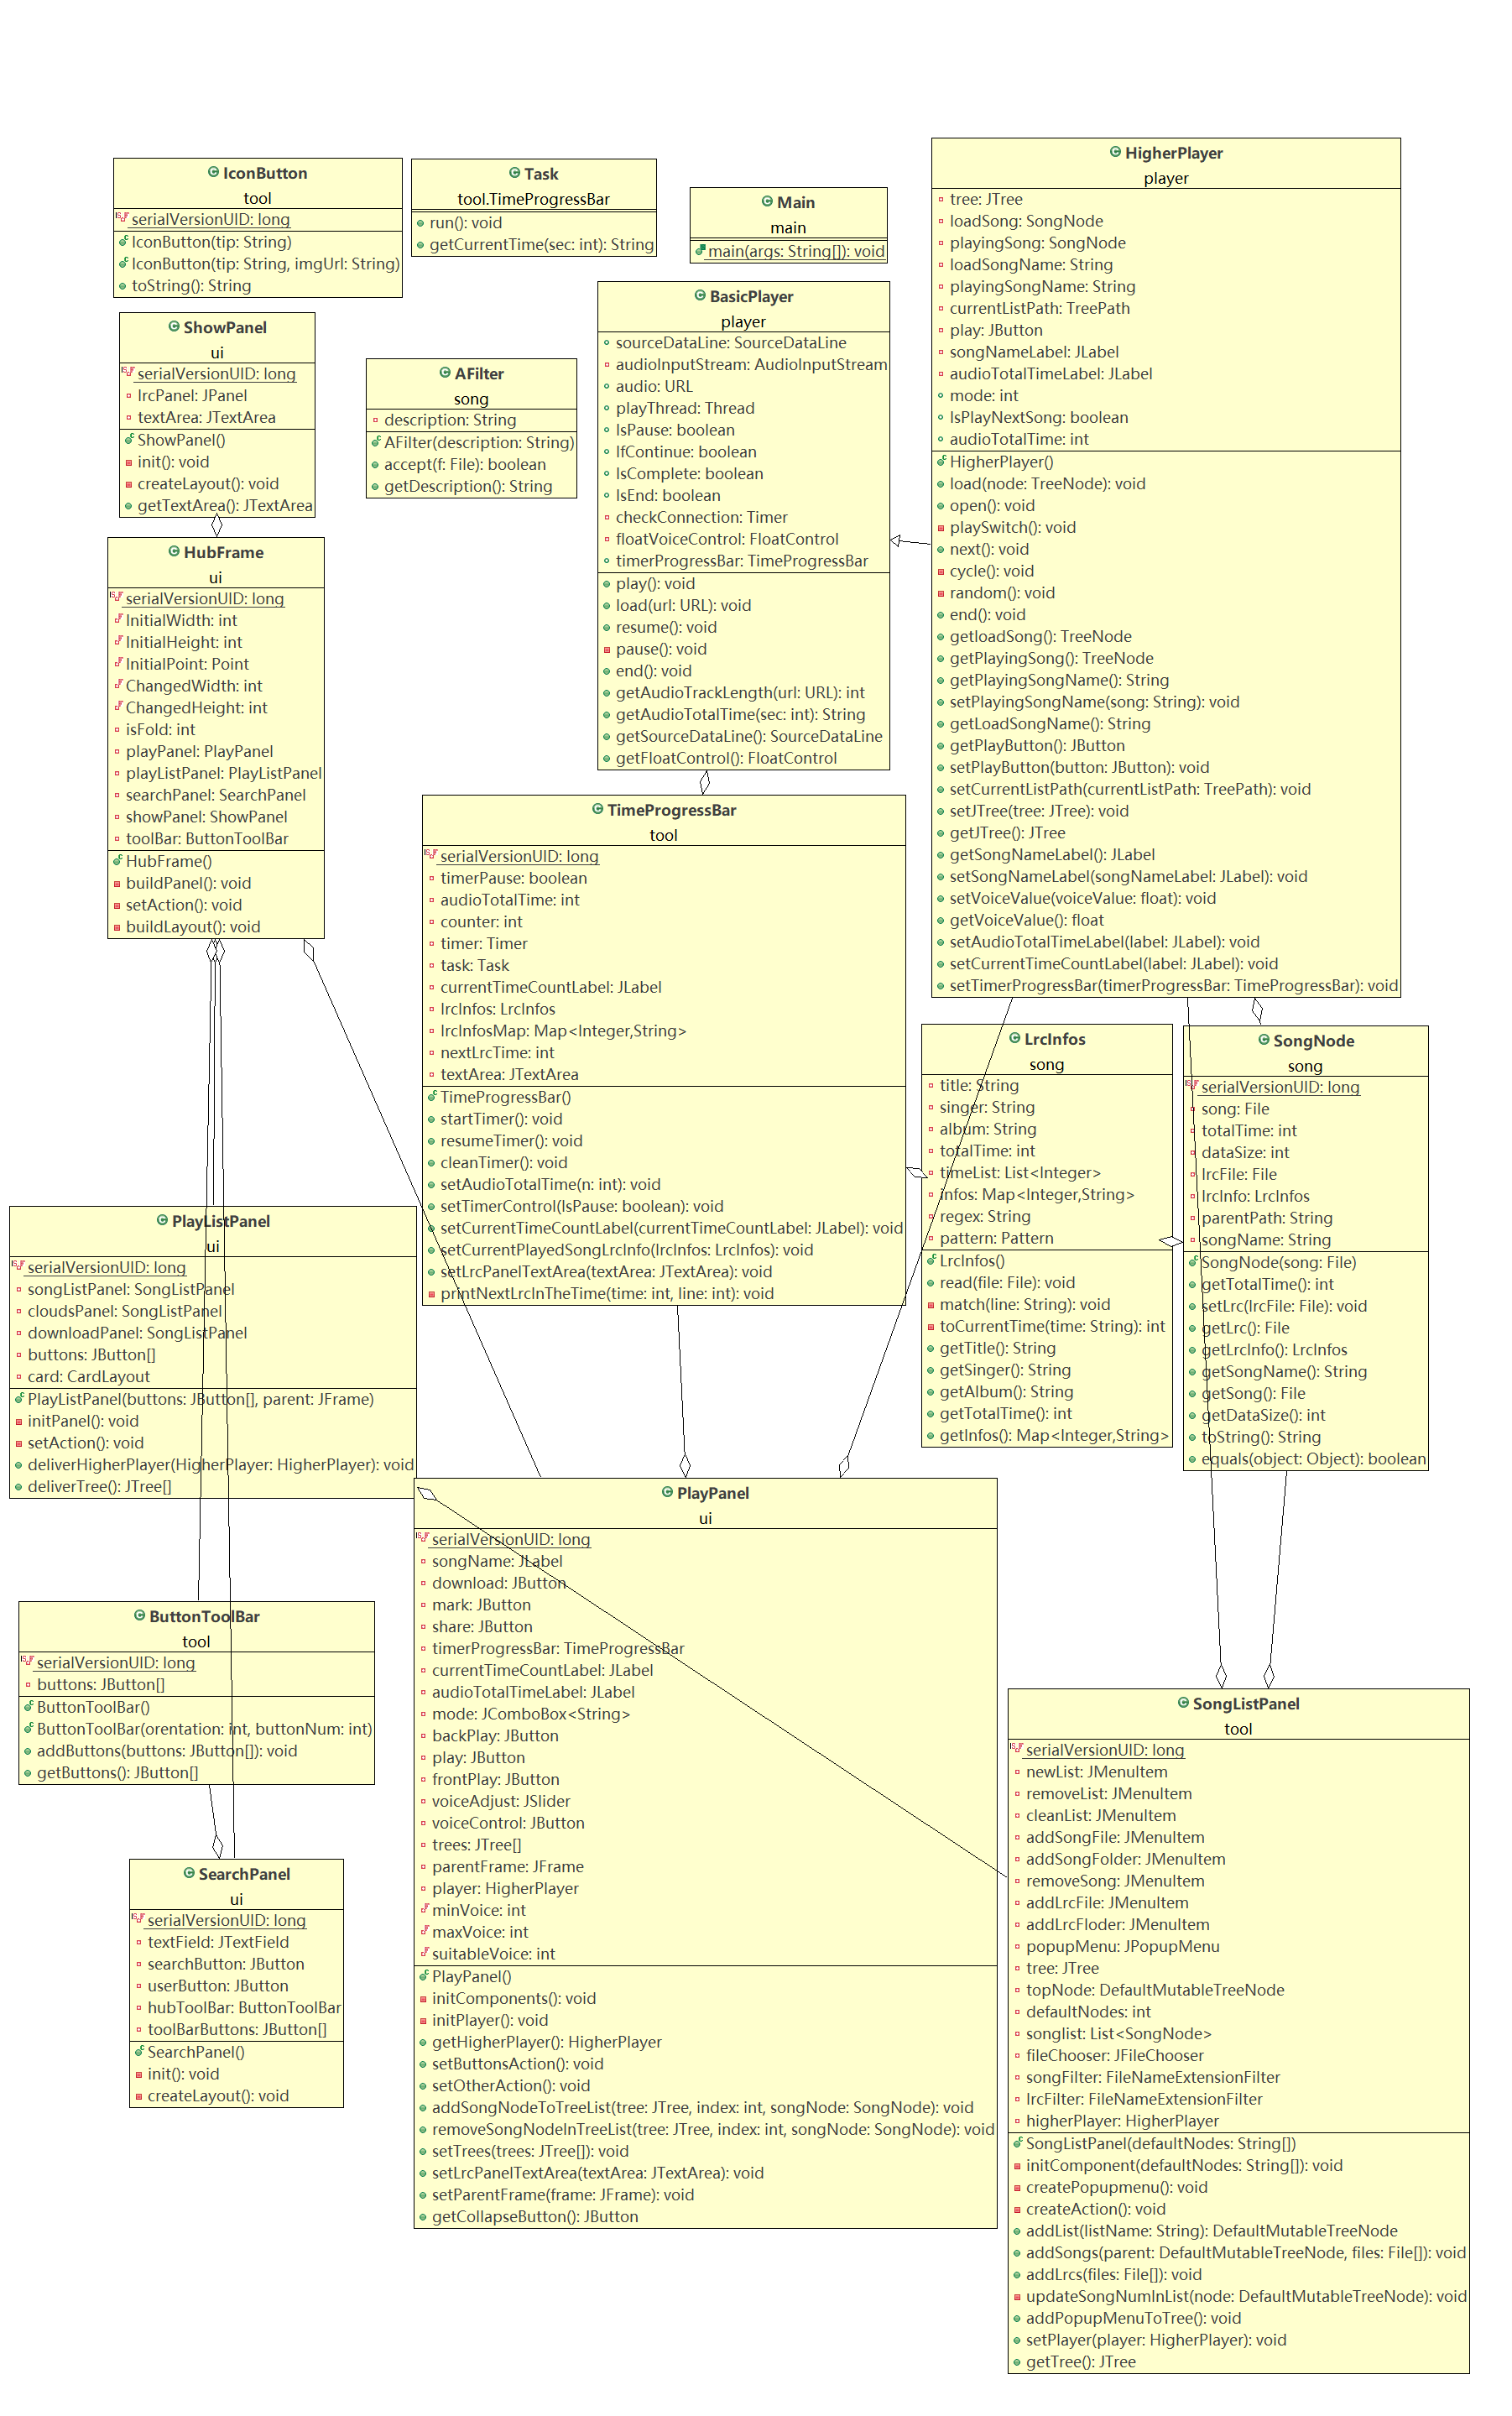 IconButton
tool
serialVersionUID: long
IconButton(tip: String)
IconButton(tip: String, imgUrl: String)
toString(): String
Task
tool.TimeProgressBar
run(): void
getCurrentTime(sec: int): String
Main
main
main(args: String[]): void
HigherPlayer
player
tree: JTree
loadSong: SongNode
playingSong: SongNode
loadSongName: String
playingSongName: String
currentListPath: TreePath
play: JButton
songNameLabel: JLabel
audioTotalTimeLabel: JLabel
mode: int
IsPlayNextSong: boolean
audioTotalTime: int
HigherPlayer()
load(node: TreeNode): void
open(): void
playSwitch(): void
next(): void
cycle(): void
random(): void
end(): void
getloadSong(): TreeNode
getPlayingSong(): TreeNode
getPlayingSongName(): String
setPlayingSongName(song: String): void
getLoadSongName(): String
getPlayButton(): JButton
setPlayButton(button: JButton): void
setCurrentListPath(currentListPath: TreePath): void
setJTree(tree: JTree): void
getJTree(): JTree
getSongNameLabel(): JLabel
setSongNameLabel(songNameLabel: JLabel): void
setVoiceValue(voiceValue: float): void
getVoiceValue(): float
setAudioTotalTimeLabel(label: JLabel): void
setCurrentTimeCountLabel(label: JLabel): void
setTimerProgressBar(timerProgressBar: TimeProgressBar): void
BasicPlayer
player
sourceDataLine: SourceDataLine
audioInputStream: AudioInputStream
audio: URL
playThread: Thread
IsPause: boolean
IfContinue: boolean
IsComplete: boolean
IsEnd: boolean
checkConnection: Timer
floatVoiceControl: FloatControl
timerProgressBar: TimeProgressBar
play(): void
load(url: URL): void
resume(): void
pause(): void
end(): void
getAudioTrackLength(url: URL): int
getAudioTotalTime(sec: int): String
getSourceDataLine(): SourceDataLine
getFloatControl(): FloatControl
ShowPanel
ui
serialVersionUID: long
lrcPanel: JPanel
textArea: JTextArea
ShowPanel()
init(): void
createLayout(): void
getTextArea(): JTextArea
AFilter
song
description: String
AFilter(description: String)
accept(f: File): boolean
getDescription(): String
HubFrame
ui
serialVersionUID: long
InitialWidth: int
InitialHeight: int
InitialPoint: Point
ChangedWidth: int
ChangedHeight: int
isFold: int
playPanel: PlayPanel
playListPanel: PlayListPanel
searchPanel: SearchPanel
showPanel: ShowPanel
toolBar: ButtonToolBar
HubFrame()
buildPanel(): void
setAction(): void
buildLayout(): void
TimeProgressBar
tool
serialVersionUID: long
timerPause: boolean
audioTotalTime: int
counter: int
timer: Timer
task: Task
currentTimeCountLabel: JLabel
lrcInfos: LrcInfos
lrcInfosMap: Map<Integer,String>
nextLrcTime: int
textArea: JTextArea
TimeProgressBar()
startTimer(): void
resumeTimer(): void
cleanTimer(): void
setAudioTotalTime(n: int): void
setTimerControl(IsPause: boolean): void
setCurrentTimeCountLabel(currentTimeCountLabel: JLabel): void
setCurrentPlayedSongLrcInfo(lrcInfos: LrcInfos): void
setLrcPanelTextArea(textArea: JTextArea): void
printNextLrcInTheTime(time: int, line: int): void
LrcInfos
song
title: String
singer: String
album: String
totalTime: int
timeList: List<Integer>
infos: Map<Integer,String>
regex: String
pattern: Pattern
LrcInfos()
read(file: File): void
match(line: String): void
toCurrentTime(time: String): int
getTitle(): String
getSinger(): String
getAlbum(): String
getTotalTime(): int
getInfos(): Map<Integer,String>
SongNode
song
serialVersionUID: long
song: File
totalTime: int
dataSize: int
lrcFile: File
lrcInfo: LrcInfos
parentPath: String
songName: String
SongNode(song: File)
getTotalTime(): int
setLrc(lrcFile: File): void
getLrc(): File
getLrcInfo(): LrcInfos
getSongName(): String
getSong(): File
getDataSize(): int
toString(): String
equals(object: Object): boolean
PlayListPanel
ui
serialVersionUID: long
songListPanel: SongListPanel
cloudsPanel: SongListPanel
downloadPanel: SongListPanel
buttons: JButton[]
card: CardLayout
PlayListPanel(buttons: JButton[], parent: JFrame)
initPanel(): void
setAction(): void
deliverHigherPlayer(HigherPlayer: HigherPlayer): void
deliverTree(): JTree[]
PlayPanel
ui
serialVersionUID: long
songName: JLabel
download: JButton
mark: JButton
share: JButton
timerProgressBar: TimeProgressBar
currentTimeCountLabel: JLabel
audioTotalTimeLabel: JLabel
mode: JComboBox<String>
backPlay: JButton
play: JButton
frontPlay: JButton
voiceAdjust: JSlider
voiceControl: JButton
trees: JTree[]
parentFrame: JFrame
player: HigherPlayer
minVoice: int
maxVoice: int
suitableVoice: int
PlayPanel()
initComponents(): void
initPlayer(): void
getHigherPlayer(): HigherPlayer
setButtonsAction(): void
setOtherAction(): void
addSongNodeToTreeList(tree: JTree, index: int, songNode: SongNode): void
removeSongNodeInTreeList(tree: JTree, index: int, songNode: SongNode): void
setTrees(trees: JTree[]): void
setLrcPanelTextArea(textArea: JTextArea): void
setParentFrame(frame: JFrame): void
getCollapseButton(): JButton
ButtonToolBar
tool
serialVersionUID: long
buttons: JButton[]
ButtonToolBar()
ButtonToolBar(orentation: int, buttonNum: int)
addButtons(buttons: JButton[]): void
getButtons(): JButton[]
SearchPanel
ui
serialVersionUID: long
textField: JTextField
searchButton: JButton
userButton: JButton
hubToolBar: ButtonToolBar
toolBarButtons: JButton[]
SearchPanel()
init(): void
createLayout(): void
SongListPanel
tool
serialVersionUID: long
newList: JMenuItem
removeList: JMenuItem
cleanList: JMenuItem
addSongFile: JMenuItem
addSongFolder: JMenuItem
removeSong: JMenuItem
addLrcFile: JMenuItem
addLrcFloder: JMenuItem
popupMenu: JPopupMenu
tree: JTree
topNode: DefaultMutableTreeNode
defaultNodes: int
songlist: List<SongNode>
fileChooser: JFileChooser
songFilter: FileNameExtensionFilter
lrcFilter: FileNameExtensionFilter
higherPlayer: HigherPlayer
SongListPanel(defaultNodes: String[])
initComponent(defaultNodes: String[]): void
createPopupmenu(): void
createAction(): void
addList(listName: String): DefaultMutableTreeNode
addSongs(parent: DefaultMutableTreeNode, files: File[]): void
addLrcs(files: File[]): void
updateSongNumInList(node: DefaultMutableTreeNode): void
addPopupMenuToTree(): void
setPlayer(player: HigherPlayer): void
getTree(): JTree